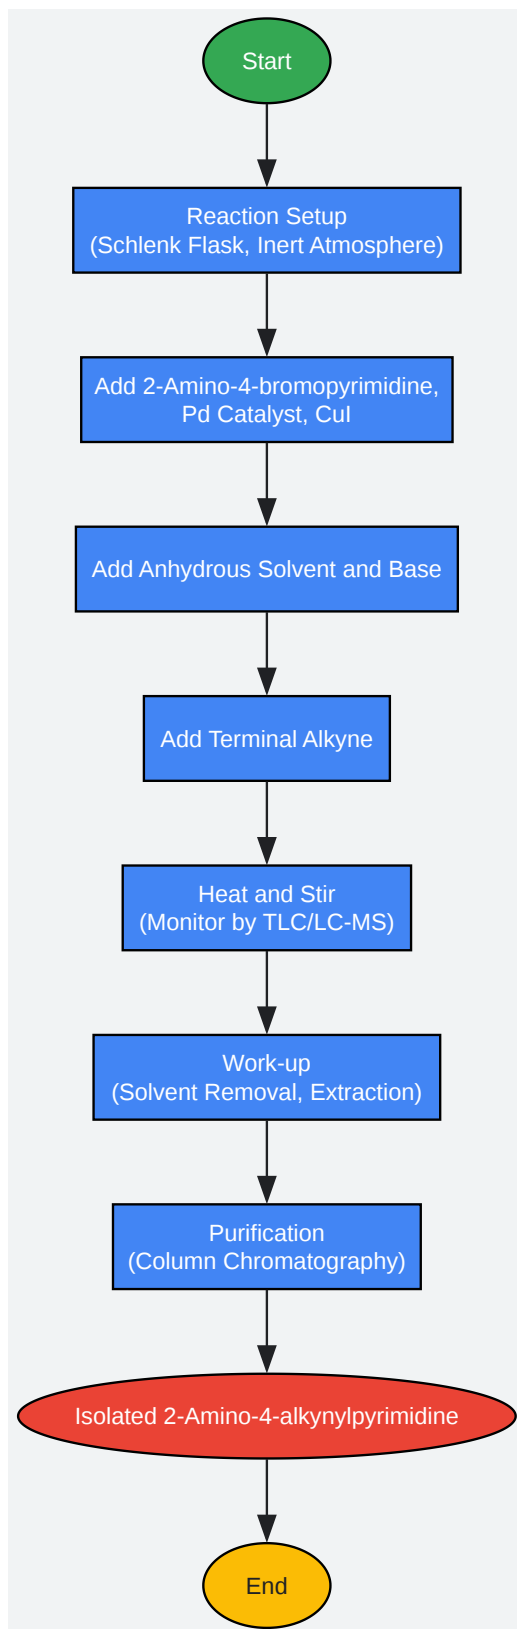 Start
Reaction Setup
(Schlenk Flask, Inert Atmosphere)
Add 2-Amino-4-bromopyrimidine,
Pd Catalyst, CuI
Add Anhydrous Solvent and Base
Add Terminal Alkyne
Heat and Stir
(Monitor by TLC/LC-MS)
Work-up
(Solvent Removal, Extraction)
Purification
(Column Chromatography)
Isolated 2-Amino-4-alkynylpyrimidine
End